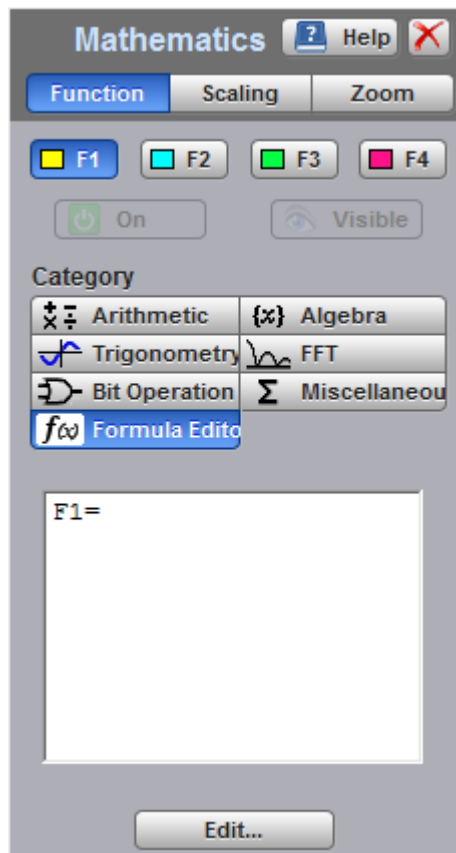 Mathematics ? Help
Function Scaling Zoom
F1 F2 F3 F4
On Visible
Category
Arithmetic {x} Algebra
Trigonometry FFT
Bit Operation Σ Miscellaneou
f(x) Formula Edito
F1=
Edit...